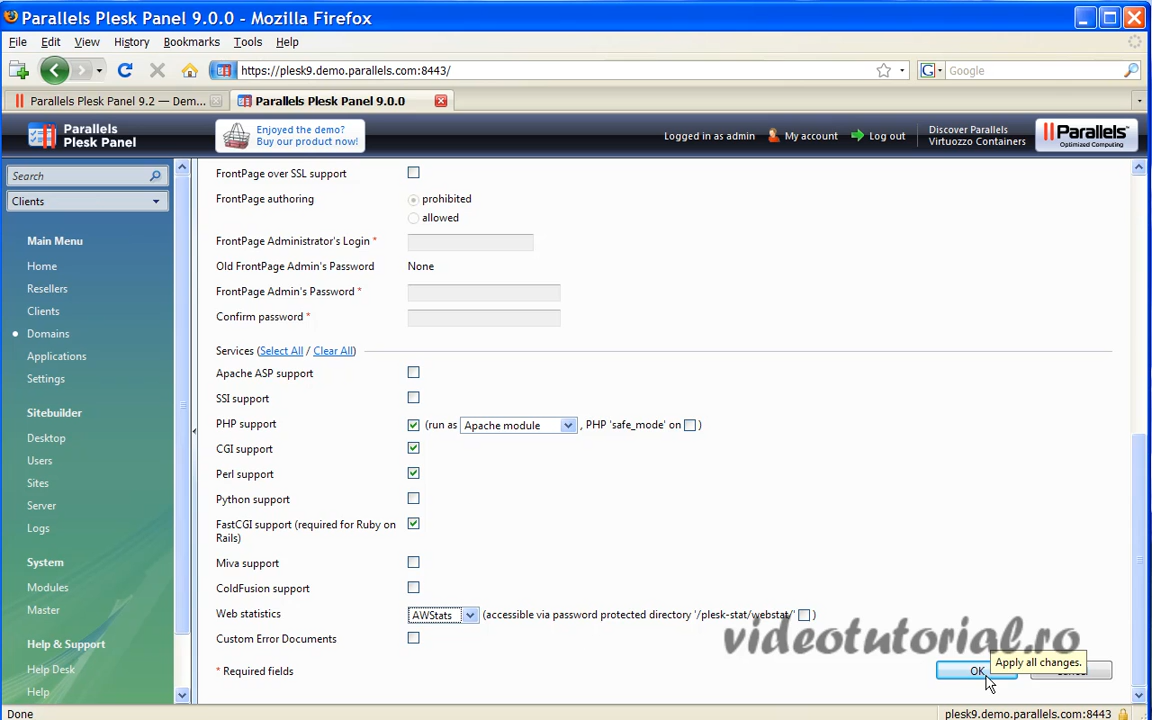 Parallels Plesk Panel 9.0.0 - Mozilla Firefox
File Edit View History Bookmarks Tools Help
https://plesk9.demo.parallels.com:8443/
Google
Parallels Plesk Panel 9.2 — Dem...
Parallels Plesk Panel 9.0.0
Parallels
Plesk Panel
Enjoyed the demo?
Buy our product now!
Logged in as admin My account Log out
Discover Parallels
Virtuozzo Containers
Parallels™
Optimized Computing
Search
Clients
Main Menu
Home
Resellers
Clients
Domains
Applications
Settings
Sitebuilder
Desktop
Users
Sites
Server
Logs
System
Modules
Master
Help & Support
Help Desk
Help
FrontPage over SSL support
FrontPage authoring prohibited
allowed
FrontPage Administrator's Login *
Old FrontPage Admin's Password None
FrontPage Admin's Password *
Confirm password *
Services (Select All / Clear All)
Apache ASP support
SSI support
PHP support (run as Apache module , PHP 'safe_mode' on )
CGI support
Perl support
Python support
FastCGI support (required for Ruby on
Rails)
Miva support
ColdFusion support
Web statistics AWStats (accessible via password protected directory '/plesk-stat/webstat/' )
Custom Error Documents
videotutorial.ro
* Required fields
OK
Apply all changes.
Done
plesk9.demo.parallels.com:8443